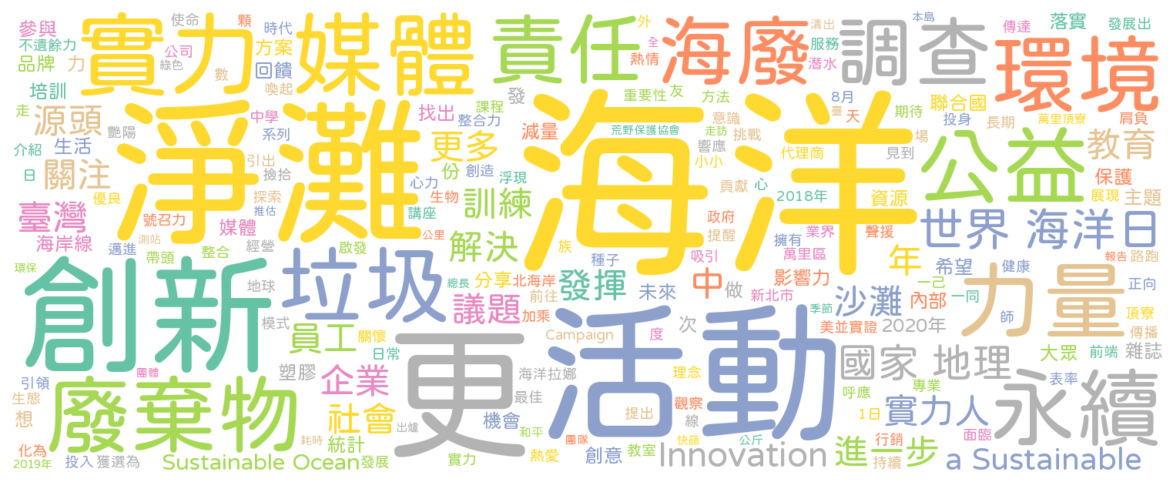 參與 使命 顆 時代 外 清出 本島 傳達 落實 發展出
不遺餘力 公司 方案 實力 媒體 責任 全 熱情 服務 海廢 調查 環境
品牌 力 綠色 數 回饋 喚起 潛水
培訓 發 重要性 友 方法 8月 聯合國
走 源頭 中學 課程 找出 減量 荒野保護協會 走訪 意識 臺 天 期待 投身 萬里頂寮 肩負
艷陽 系列 整合力 響應 挑戰 長期
介紹 生活 淨灘 更多 海洋 小小 代理商 場 見到 公益 教育
日 關注 引出 撿拾 份 創造 浮現 保護
優良 探索 心力 生物 訓練 貢獻 心 2018年 資源 展現 主題
臺灣 號召力 推估 講座 政府 業界 聲援
海岸線 邁進 測站 媒體 公里 提醒 擁有 世界 海洋日
帶頭 整合 經營 啟發 解決 族 吸引 萬里區 年
環保 地球 總長 分享 北海岸 種子 影響力 希望 健康 報告 路跑
創新 垃圾 發揮 未來 中 做 一己 正向
模式 議題 前往 加乘 新北市 沙灘 內部 一同 力量
員工 關懷 Campaign 度 次 季節 美並實證 2020年 師 頂寮 傳播
日常 更 活動 大眾 前端 雜誌
引領 團體 塑膠 企業 海洋拉娜 理念 國家 地理 表率
生態 廢棄物 最佳 呼應 專業 永續
想 社會 出爐 機會 提出 觀察 1日 實力人
化為 耗時 統計 和平 團隊 線 快篩 行銷 面臨
2019年 投入 獲選為 Sustainable Ocean 發展 實力 熱愛 創意 教室 公斤 Innovation 進一步 持續 a Sustainable